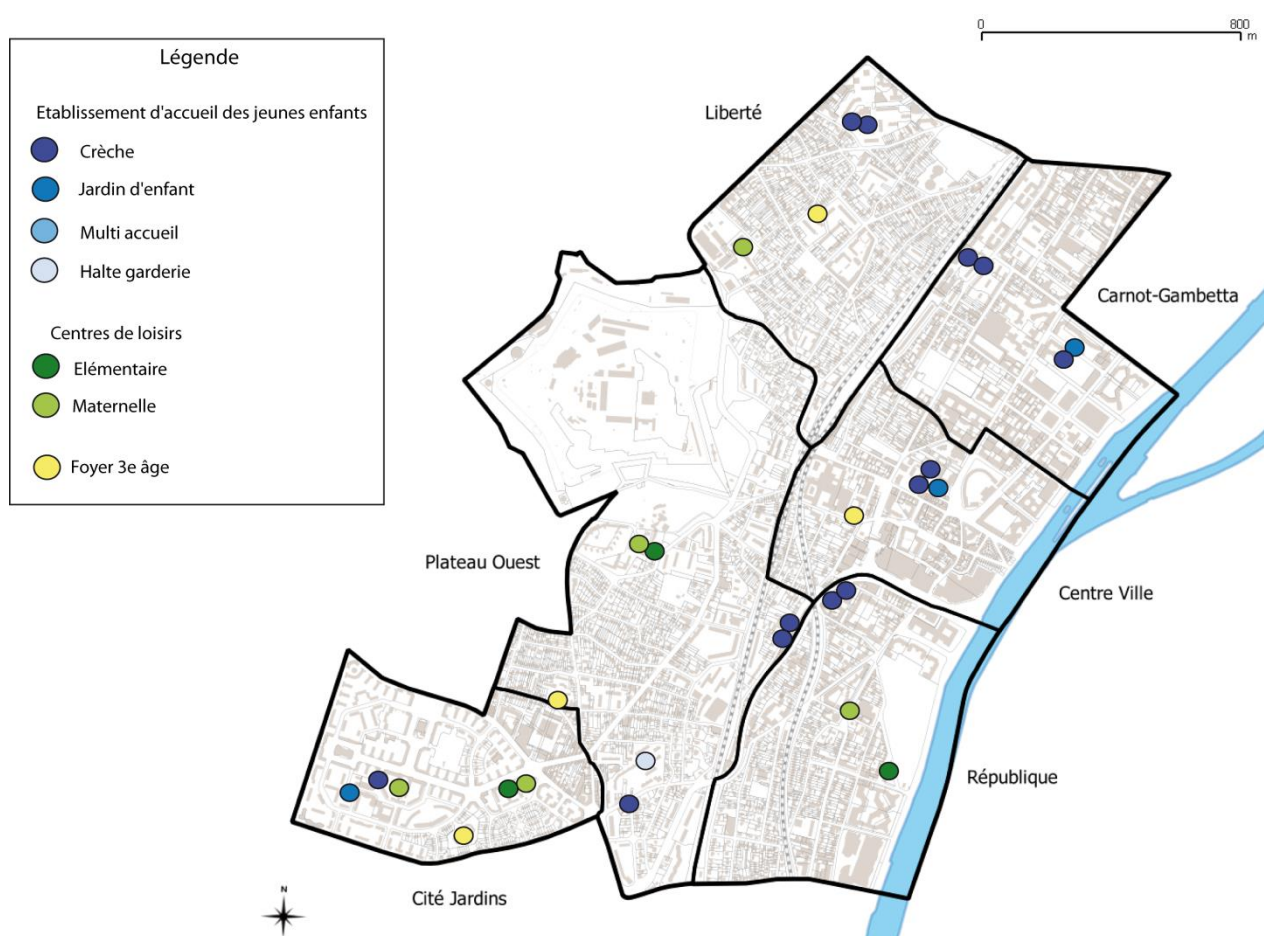 Légende
Etablissement d'accueil des jeunes enfants
Crèche
Jardin d'enfant
Multi accueil
Halte garderie
Centres de loisirs
Elémentaire
Maternelle
Foyer 3e âge
0 800
m
Liberté
Carnot-Gambetta
Plateau Ouest
Centre Ville
République
Cité Jardins
N